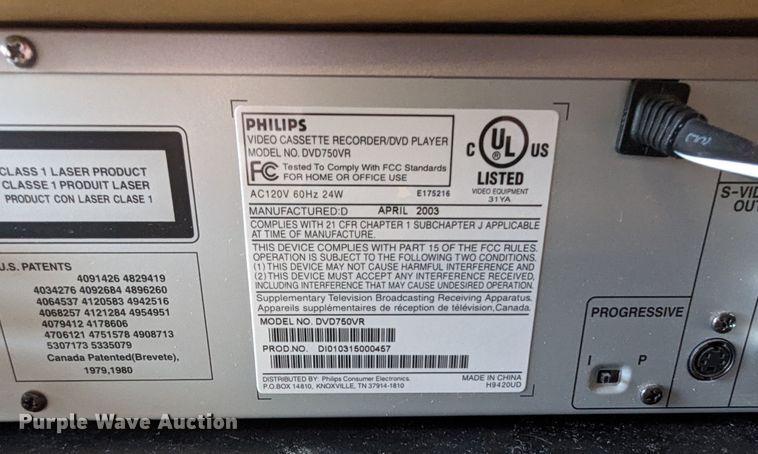 CLASS 1 LASER PRODUCT
CLASSE 1 PRODUIT LASER
PRODUCT CON LASER CLASE 1
U.S. PATENTS
4091426 4829419
4034276 4092684 4896260
4064537 4120583 4942516
4068257 4121284 4954951
4079412 4178606
4706121 4751578 4908713
5307173 5335079
Canada Patented(Brevete),
1979,1980
PHILIPS
VIDEO CASSETTE RECORDER/DVD PLAYER
MODEL NO. DVD750VR
FC Tested To Comply With FCC Standards
FOR HOME OR OFFICE USE
AC120V 60Hz 24W E175216
C UL US
LISTED
VIDEO EQUIPMENT
31YA
MANUFACTURED:D APRIL 2003
COMPLIES WITH 21 CFR CHAPTER 1 SUBCHAPTER J APPLICABLE
AT TIME OF MANUFACTURE.
THIS DEVICE COMPLIES WITH PART 15 OF THE FCC RULES.
OPERATION IS SUBJECT TO THE FOLLOWING TWO CONDITIONS.
(1) THIS DEVICE MAY NOT CAUSE HARMFUL INTERFERENCE AND
(2) THIS DEVICE MUST ACCEPT ANY INTERFERENCE RECEIVED,
INCLUDING INTERFERENCE THAT MAY CAUSE UNDESIRED OPERATION.
Supplementary Television Broadcasting Receiving Apparatus.
Appareils supplémentaires de réception de télévision,Canada.
MODEL NO. DVD750VR
PROD.NO. DI010315000457
DISTRIBUTED BY: Philips Consumer Electronics.
P.O.BOX 14810, KNOXVILLE, TN 37914-1810
MADE IN CHINA
H9420UD
S-VID
OUT
PROGRESSIVE
I P
Purple Wave Auction